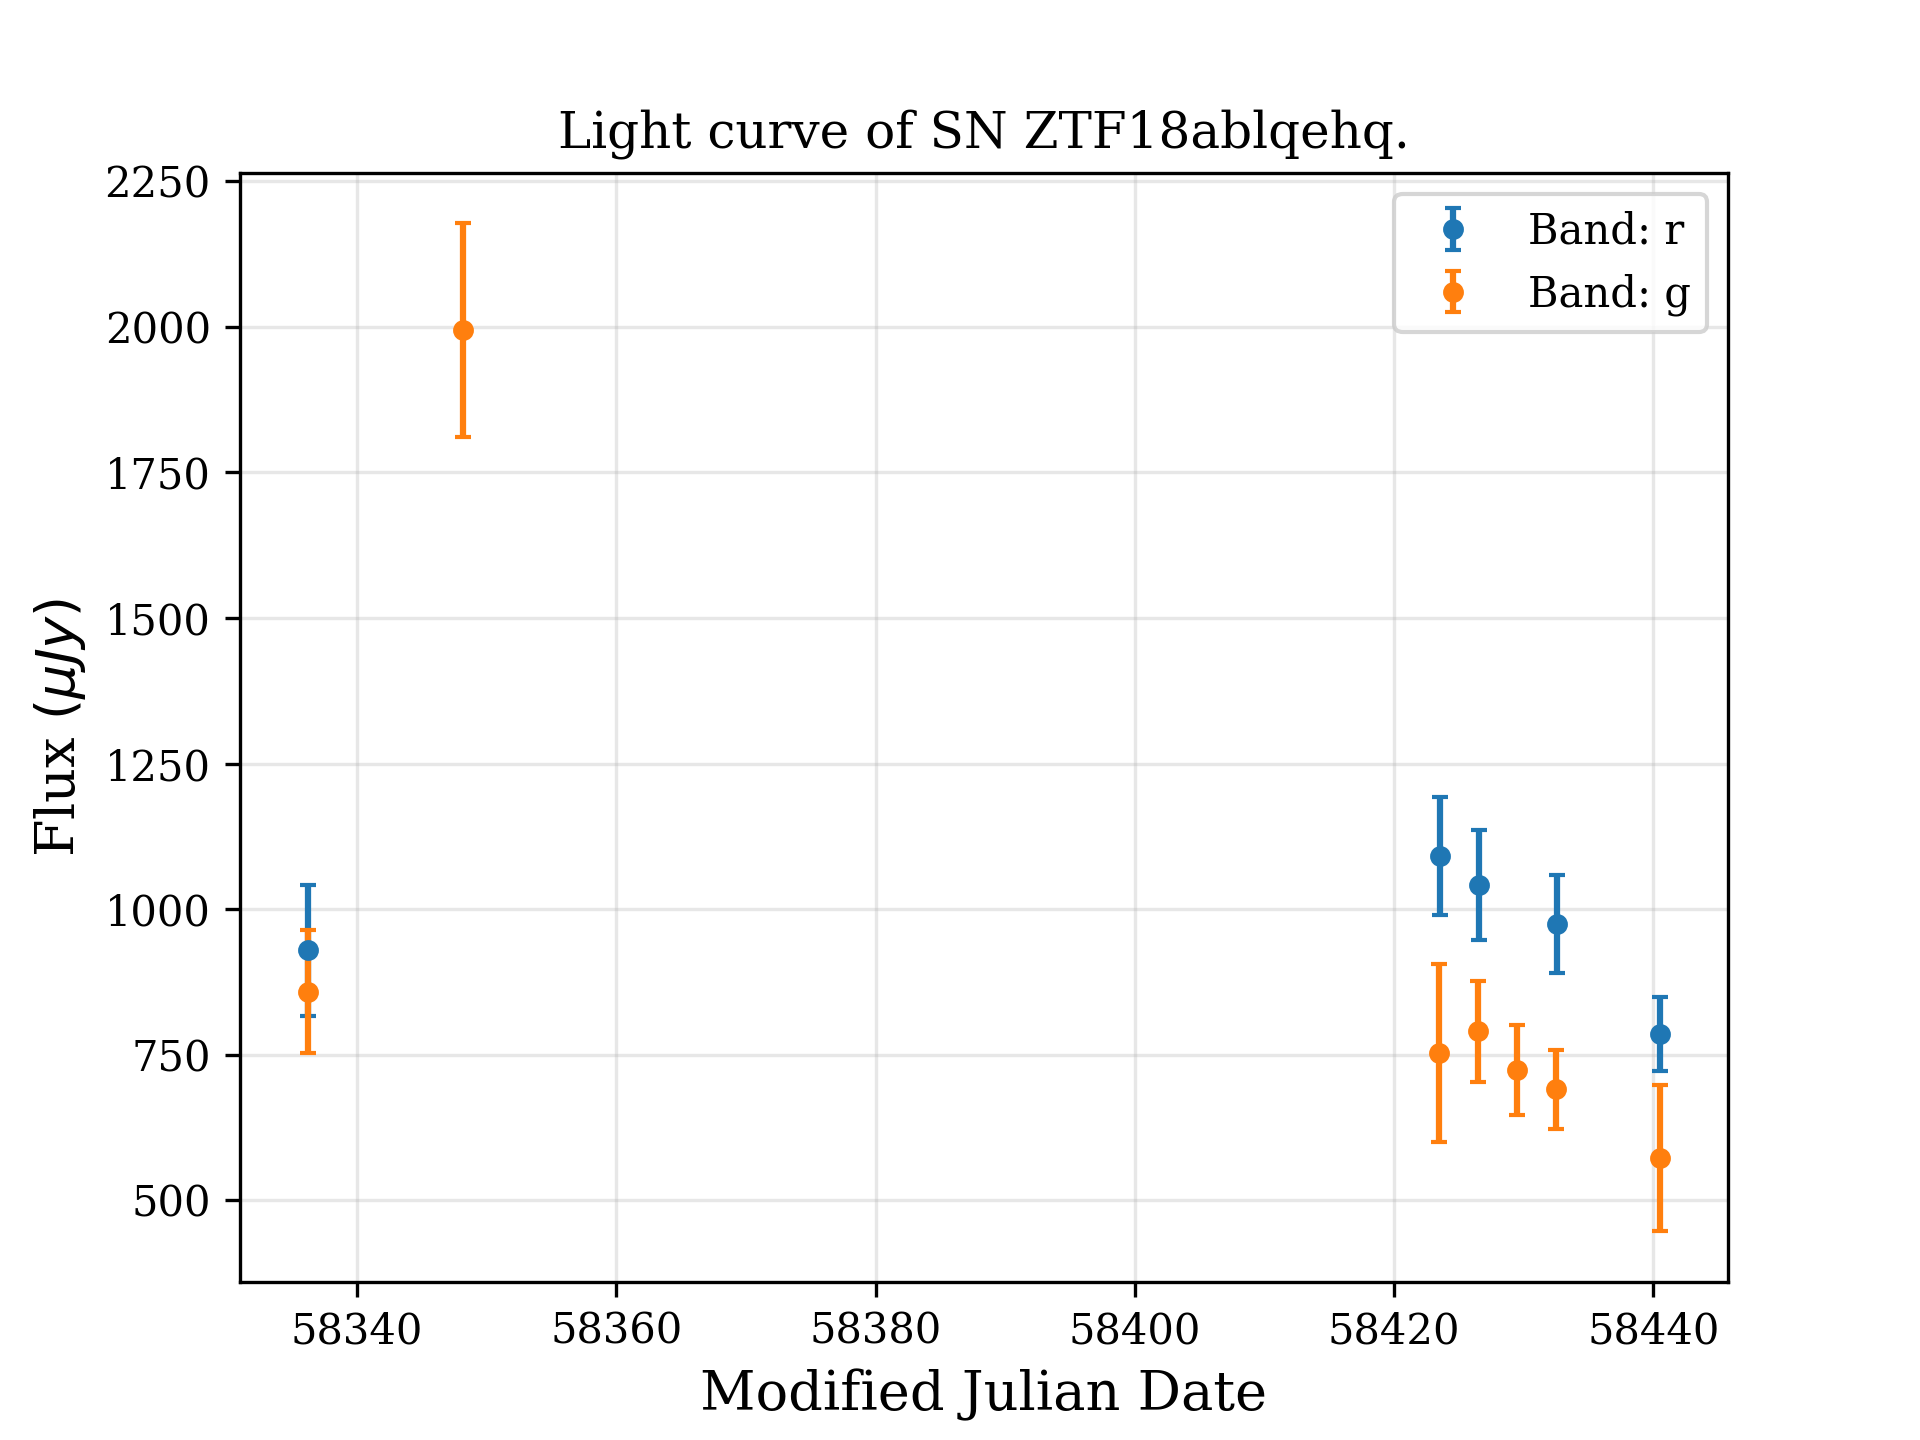 Light curve of SN ZTF18ablqehq.
2250
2000
1750
1500
1250
1000
750
500
Flux (μJy)
Band: r
Band: g
58340 58360 58380 58400 58420 58440
Modified Julian Date